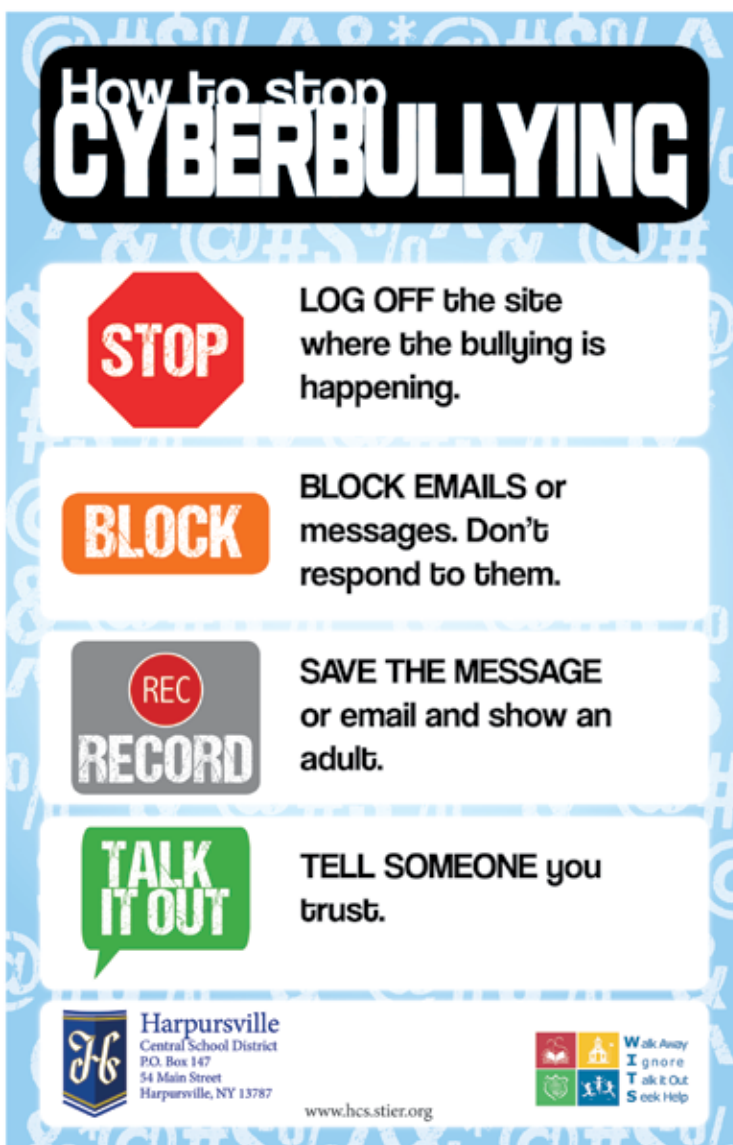 How to stop
CYBERBULLYING
STOP
LOG OFF the site
where the bullying is
happening.
BLOCK
BLOCK EMAILS or
messages. Don't
respond to them.
REC
RECORD
SAVE THE MESSAGE
or email and show an
adult.
TALK
IT OUT
TELL SOMEONE you
trust.
H
Harpursville
Central School District
P.O. Box 147
54 Main Street
Harpursville, NY 13787
www.hcs.stier.org
Walk Away
Ignore
Talk it Out
Seek Help